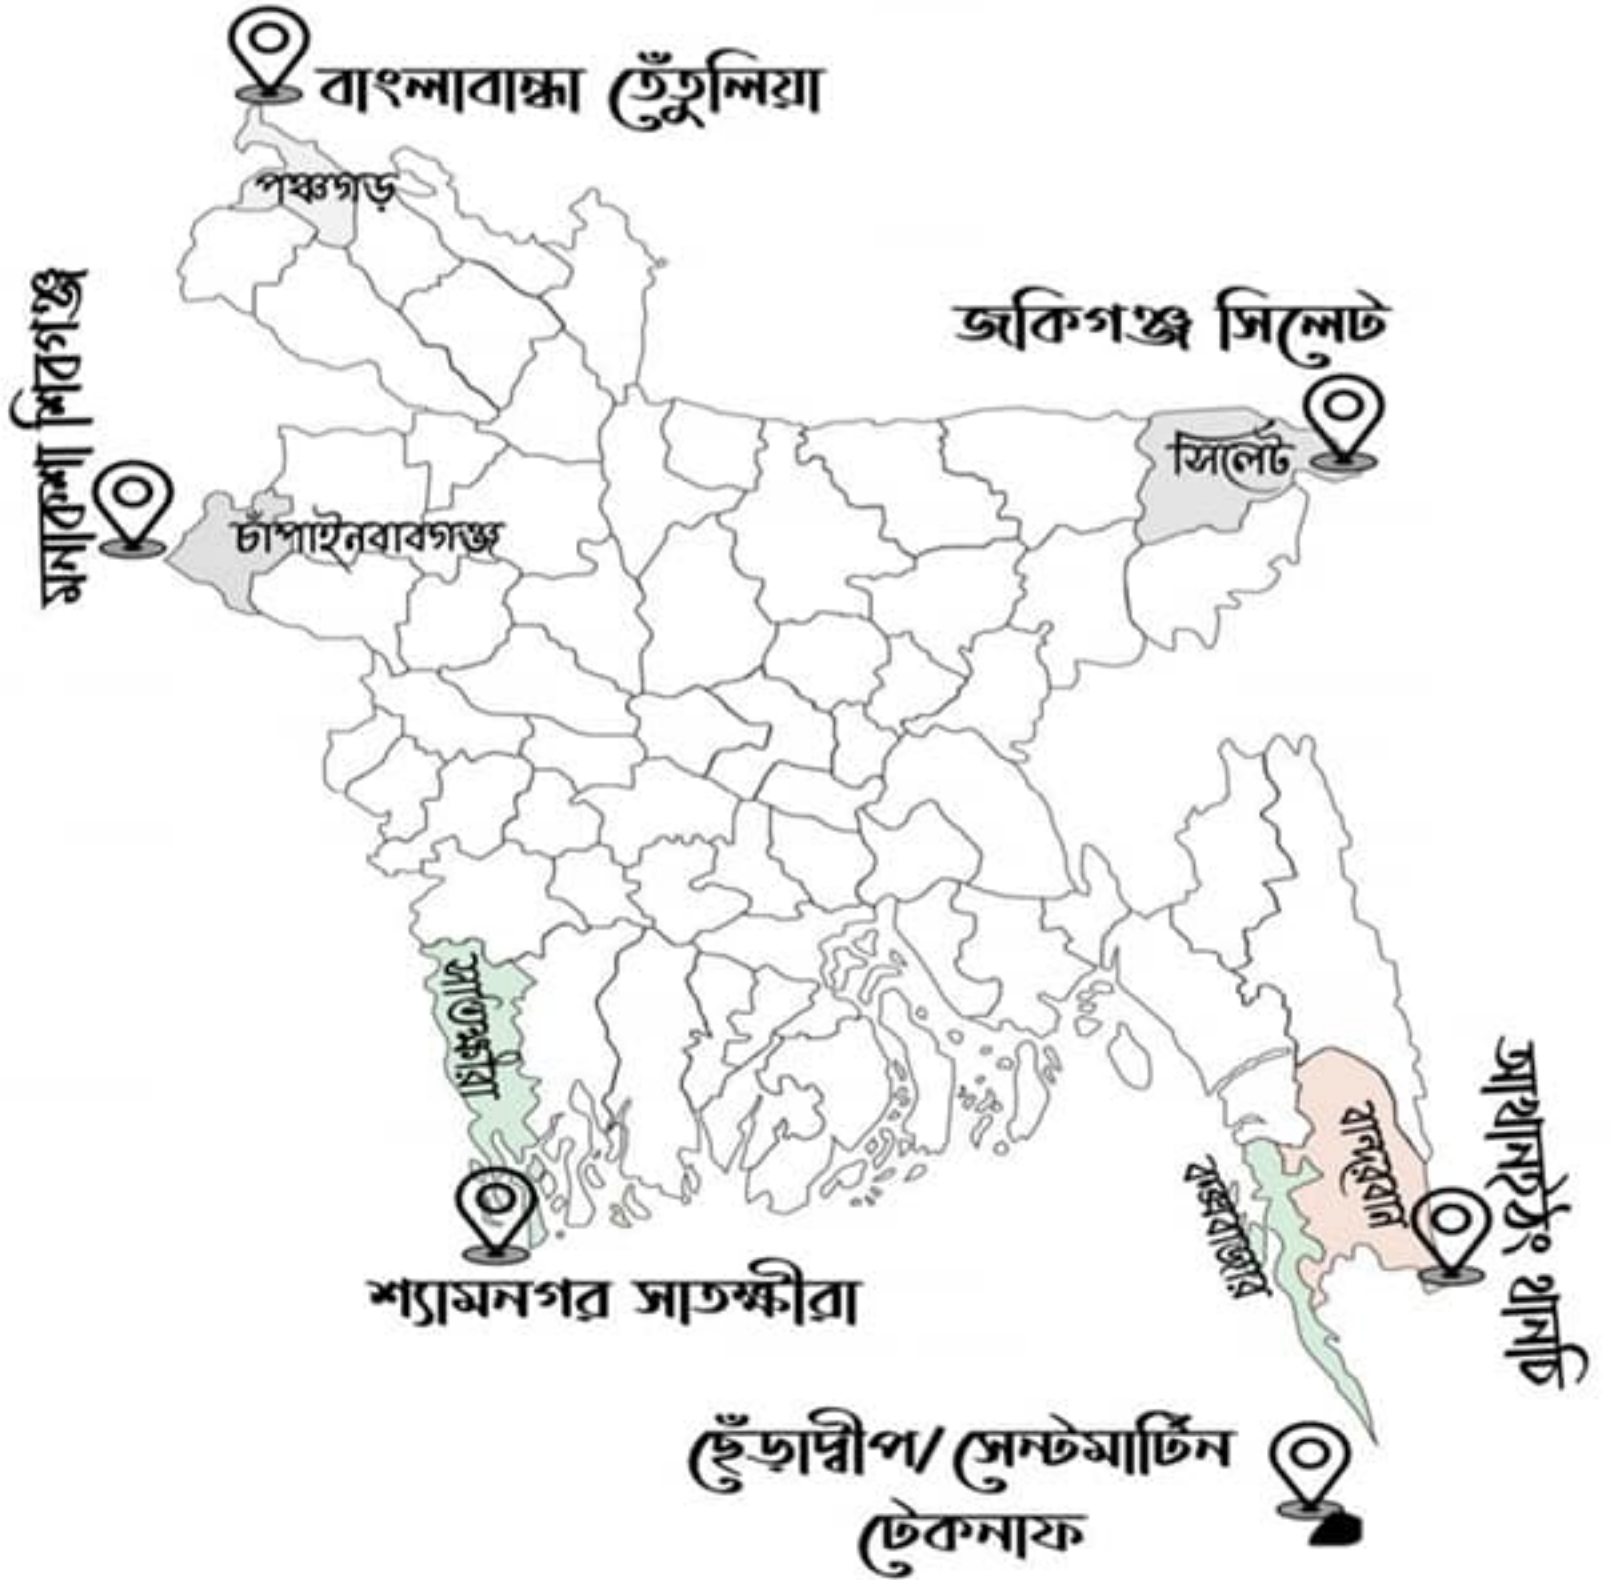 বাংলাবান্ধা তেঁতুলিয়া
পঞ্চগড়
জকিগঞ্জ সিলেট
সিলেট
মনাকশা শিবগঞ্জ
চাঁপাইনবাবগঞ্জ
সাতক্ষীরা
শ্যামনগর সাতক্ষীরা
বান্দরবান
কক্সবাজার
আখানইঠং থানচি
ছেঁড়াদ্বীপ/ সেন্টমার্টিন
টেকনাফ